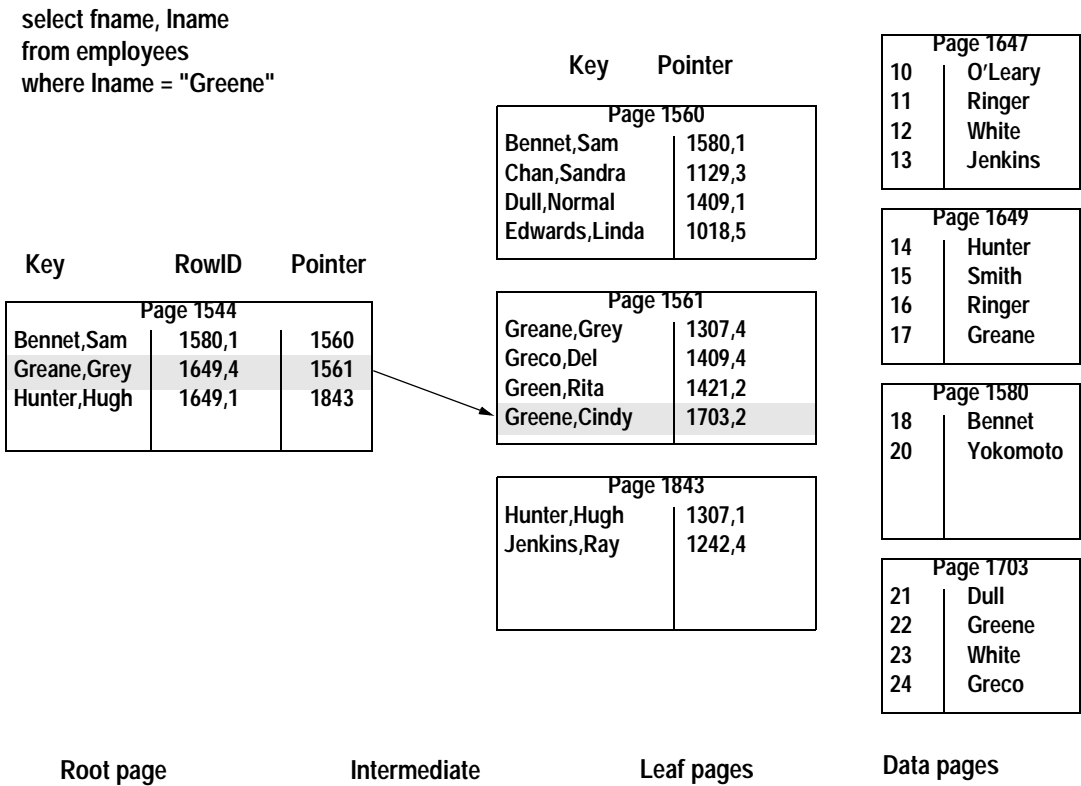 select fname, lname
from employees
where lname = "Greene"
Key RowID Pointer
Page 1544
Bennet,Sam 1580,1 1560
Greane,Grey 1649,4 1561
Hunter,Hugh 1649,1 1843
Key Pointer
Page 1560
Bennet,Sam 1580,1
Chan,Sandra 1129,3
Dull,Normal 1409,1
Edwards,Linda 1018,5
Page 1561
Greane,Grey 1307,4
Greco,Del 1409,4
Green,Rita 1421,2
Greene,Cindy 1703,2
Page 1843
Hunter,Hugh 1307,1
Jenkins,Ray 1242,4
Page 1647
10 O'Leary
11 Ringer
12 White
13 Jenkins
Page 1649
14 Hunter
15 Smith
16 Ringer
17 Greane
Page 1580
18 Bennet
20 Yokomoto
Page 1703
21 Dull
22 Greene
23 White
24 Greco
Root page Intermediate Leaf pages Data pages